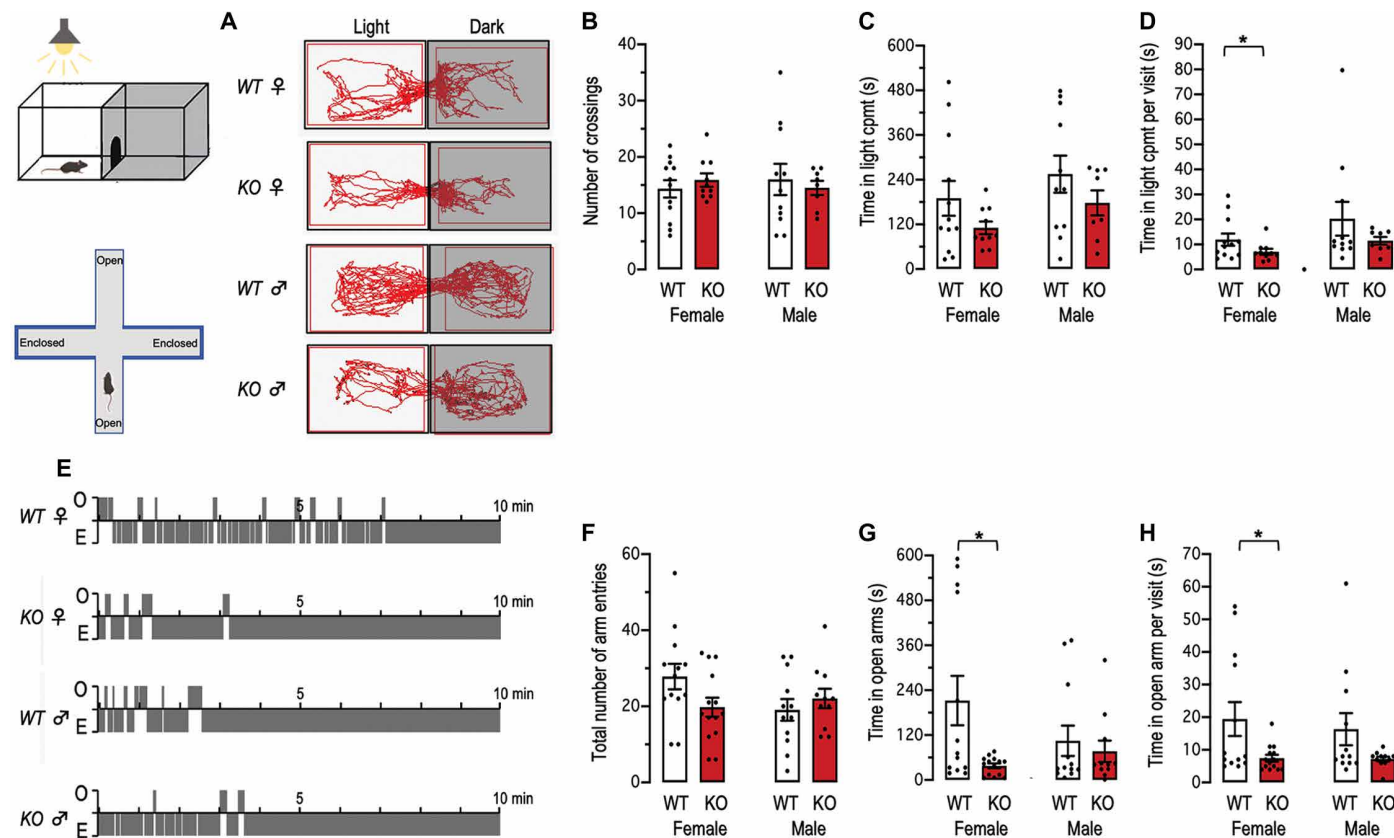 A
Light Dark
WT ♀
KO ♀
WT ♂
KO ♂
Open
Enclosed Enclosed
Open
B
Number of crossings
40
30
20
10
0
WT KO WT KO
Female Male
C
Time in light cpmt (s)
600
480
360
240
120
0
WT KO WT KO
Female Male
D
Time in light cpmt per visit (s)
90
80
70
60
50
40
30
20
10
0
*
WT KO WT KO
Female Male
E
WT ♀ O E 5 10 min
KO ♀ O E 5 10 min
WT ♂ O E 5 10 min
KO ♂ O E 5 10 min
F
Total number of arm entries
60
40
20
0
WT KO WT KO
Female Male
G
Time in open arms (s)
600
480
360
240
120
0
*
WT KO WT KO
Female Male
H
Time in open arm per visit (s)
70
60
50
40
30
20
10
0
*
WT KO WT KO
Female Male